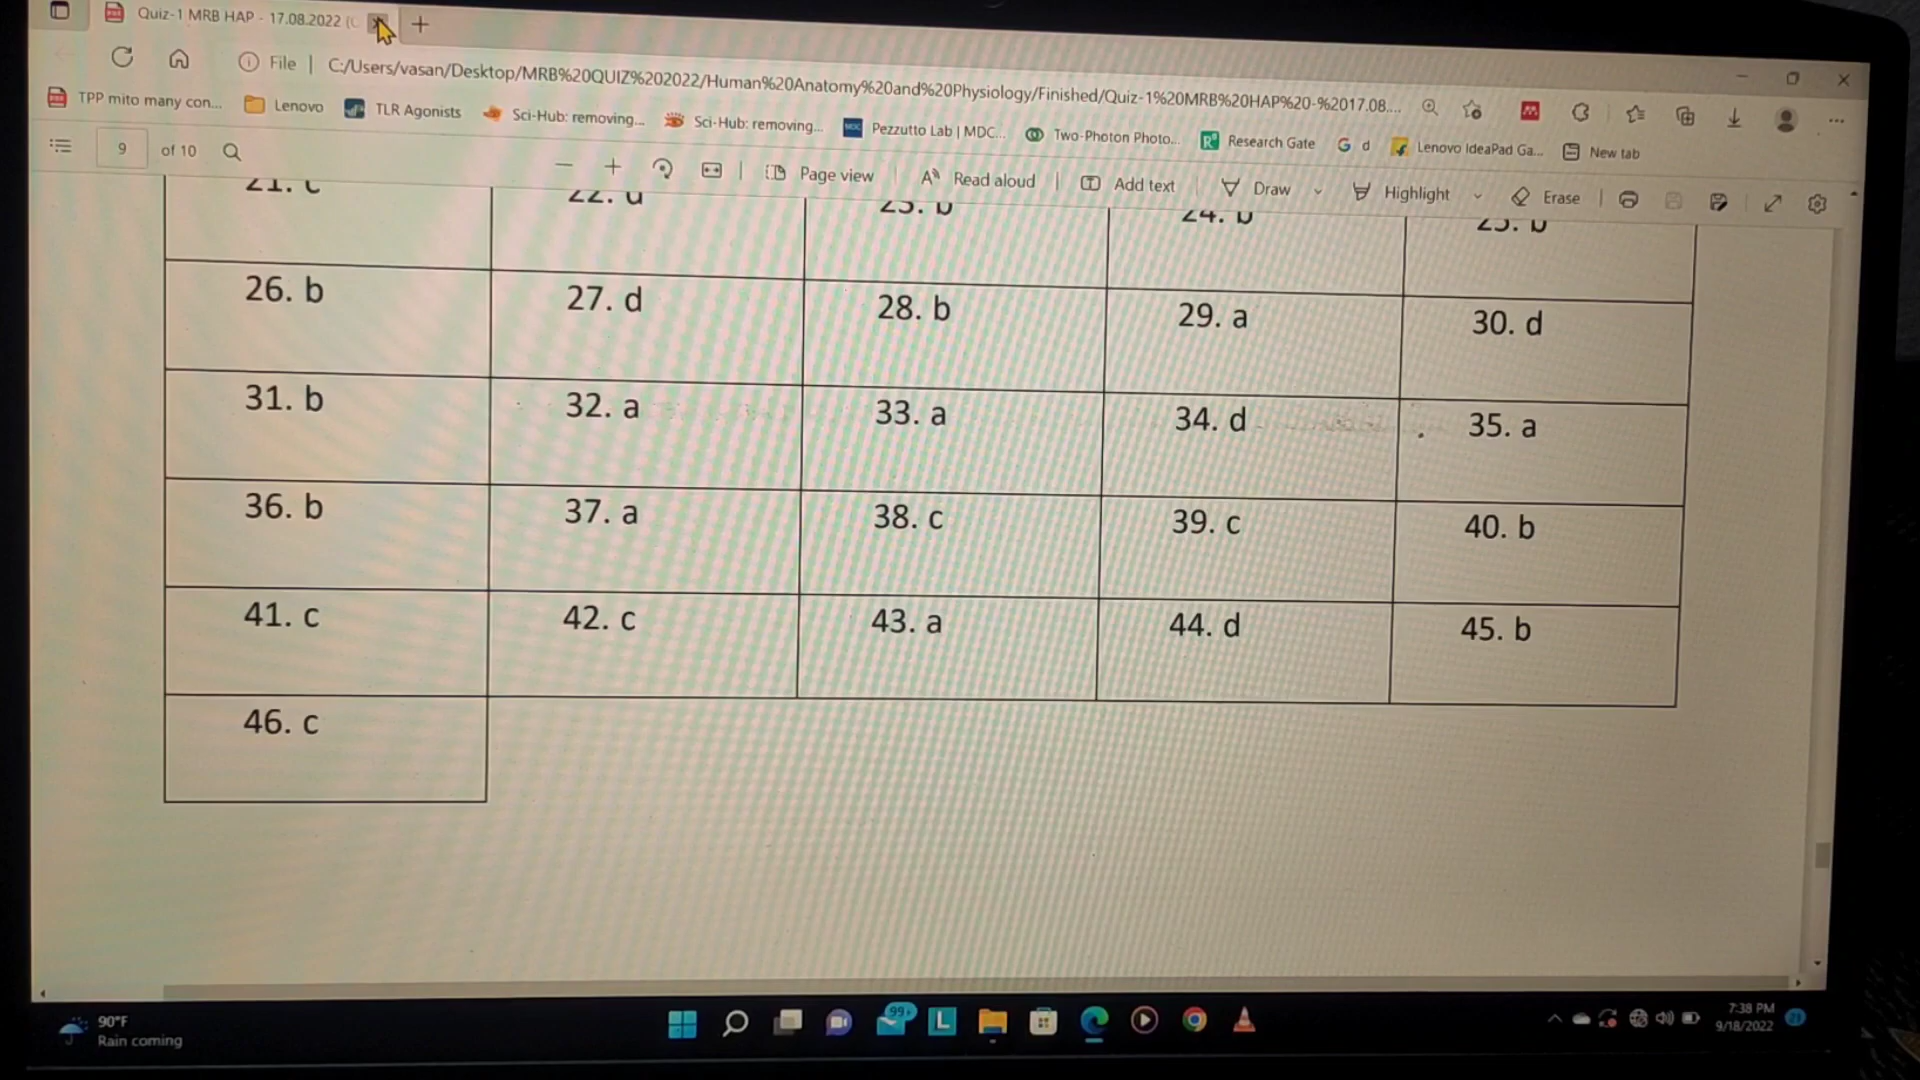 Quiz-1 MRB HAP - 17.08.2022 (
File | C:/Users/vasan/Desktop/MRB%20QUIZ%202022/Human%20Anatomy%20and%20Physiology/Finished/Quiz-1%20MRB%20HAP%20-%2017.08....
TPP mito many con... Lenovo TLR Agonists Sci-Hub: removing... Sci-Hub: removing... Pezzutto Lab | MDC... Two-Photon Photo... Research Gate d Lenovo IdeaPad Ga... New tab
9 of 10 Page view Read aloud Add text Draw Highlight Erase
26. b 27. d 28. b 29. a 30. d
31. b 32. a 33. a 34. d 35. a
36. b 37. a 38. c 39. c 40. b
41. c 42. c 43. a 44. d 45. b
46. c
90°F
Rain coming
99+
7:38 PM
9/18/2022